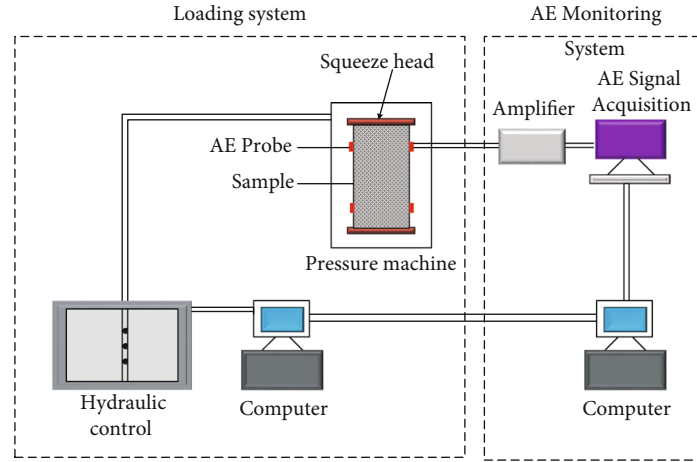 Loading system
AE Monitoring
System
Squeeze head
AE Signal
Acquisition
Amplifier
AE Probe
Sample
Pressure machine
Hydraulic
control
Computer
Computer